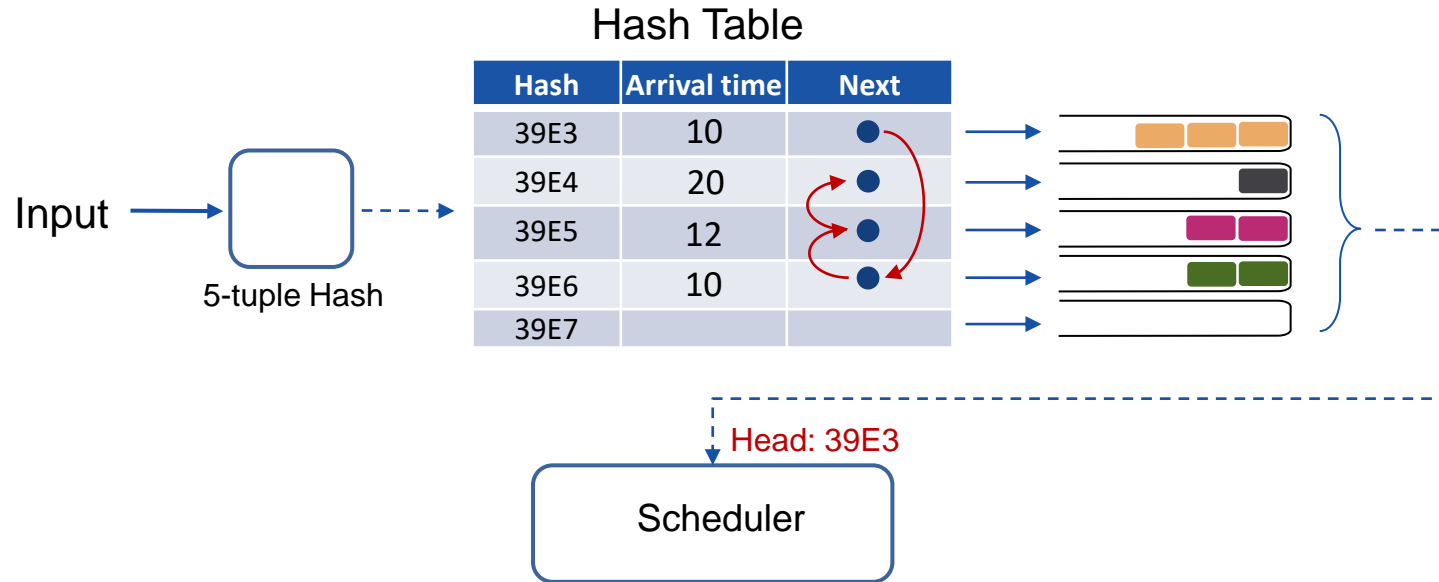 Hash Table
Hash Arrival time Next
39E3 10
39E4 20
39E5 12
39E6 10
39E7
Input
5-tuple Hash
Head: 39E3
Scheduler